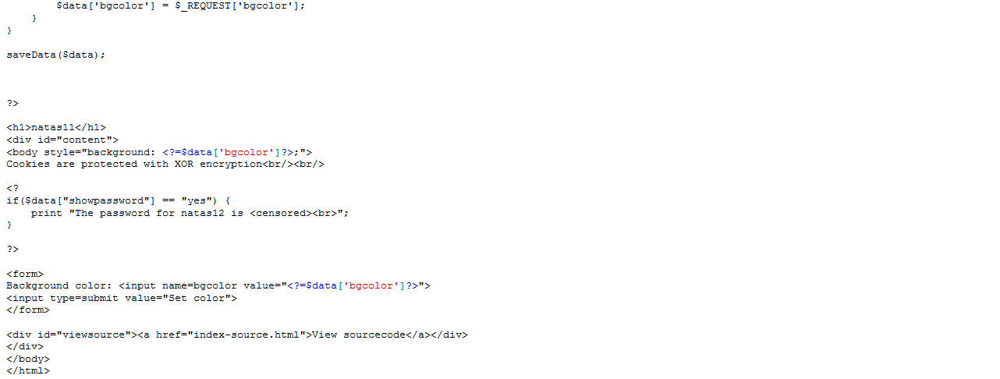 $data['bgcolor'] = $_REQUEST['bgcolor'];
}
}
saveData($data);
?>
<h1>natas11</h1>
<div id="content">
<body style="background: <?=$data['bgcolor']?>;">
Cookies are protected with XOR encryption<br/><br/>
<?
if($data["showpassword"] == "yes") {
print "The password for natas12 is <censored><br>";
}
?>
<form>
Background color: <input name=bgcolor value="<?=$data['bgcolor']?>">
<input type=submit value="Set color">
</form>
<div id="viewsource"><a href="index-source.html">View sourcecode</a></div>
</div>
</body>
</html>